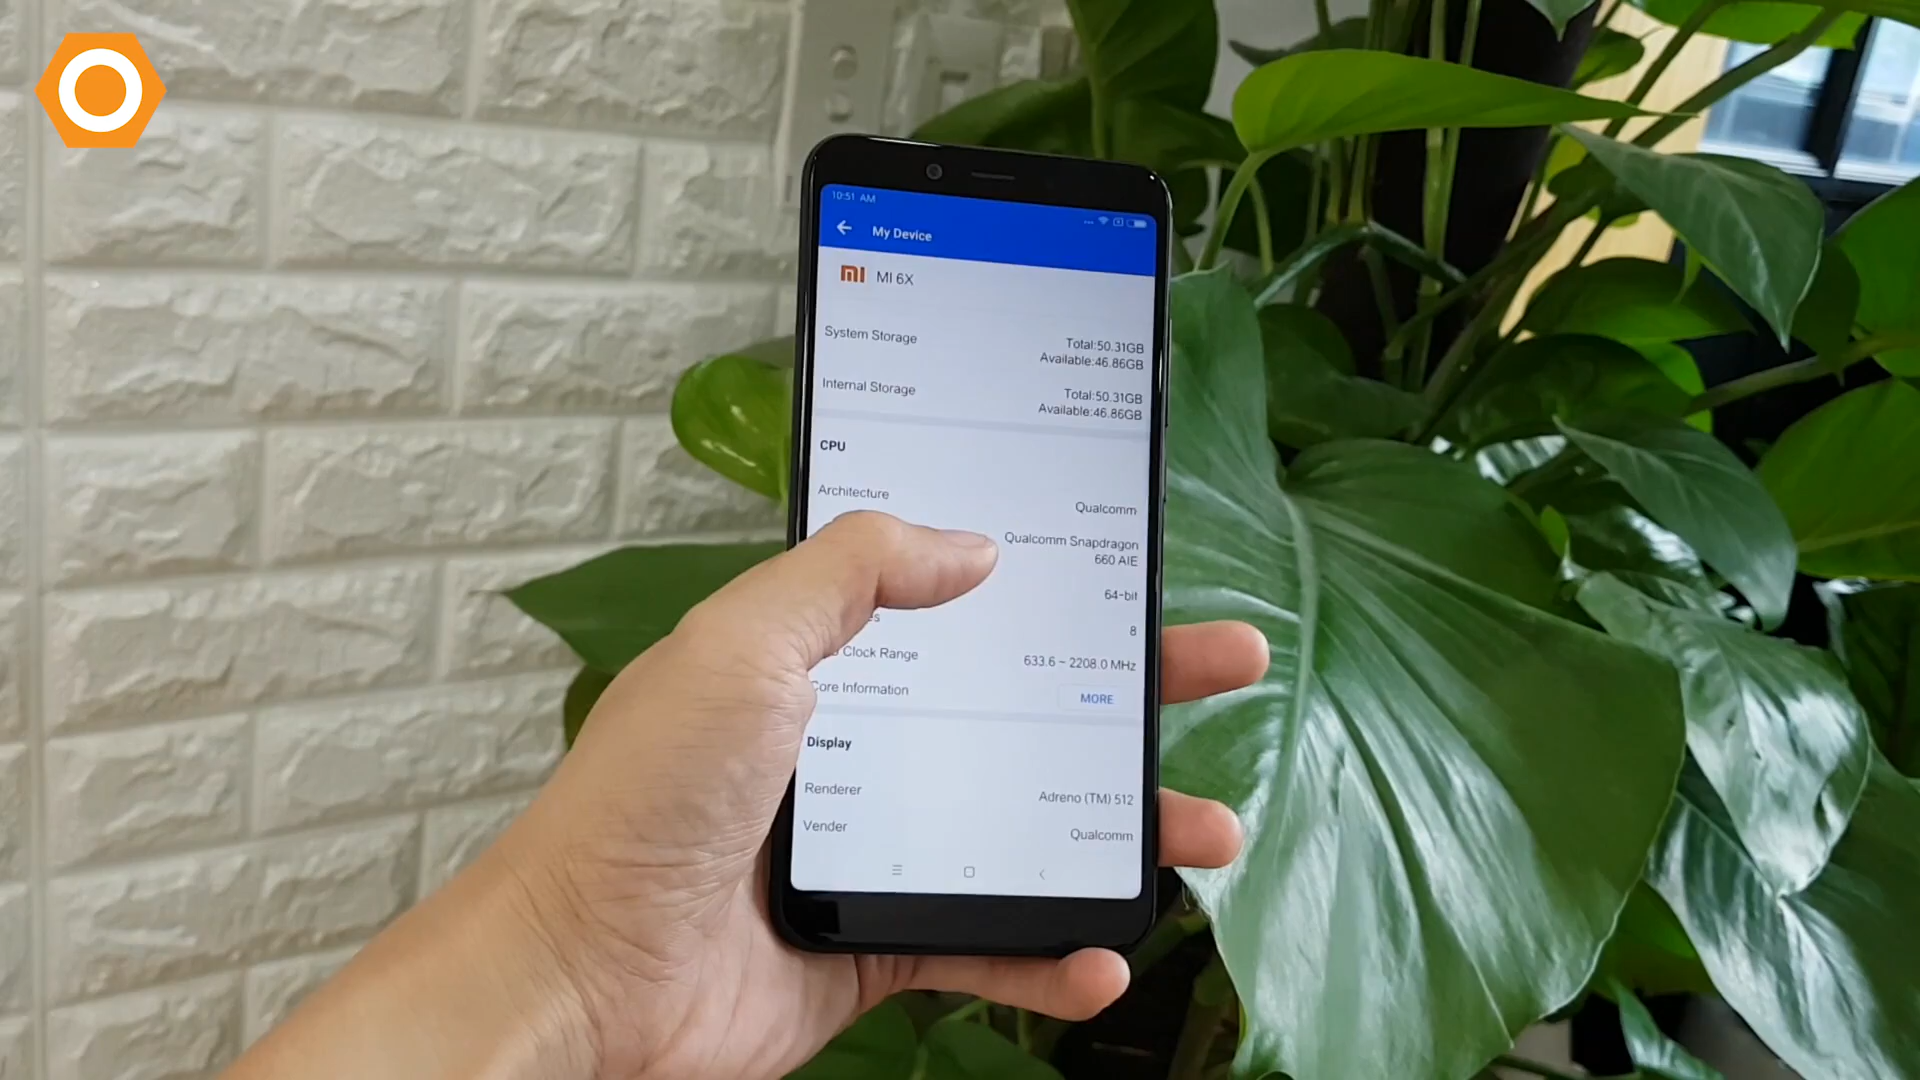 10:51 AM
My Device
MI 6X
System Storage
Total:50.31GB
Available:46.86GB
Internal Storage
Total:50.31GB
Available:46.86GB
CPU
Architecture
Qualcomm
Qualcomm Snapdragon
660 AIE
64-bit
8
Clock Range
633.6 ~ 2208.0 MHz
Core Information
MORE
Display
Renderer
Adreno (TM) 512
Vender
Qualcomm